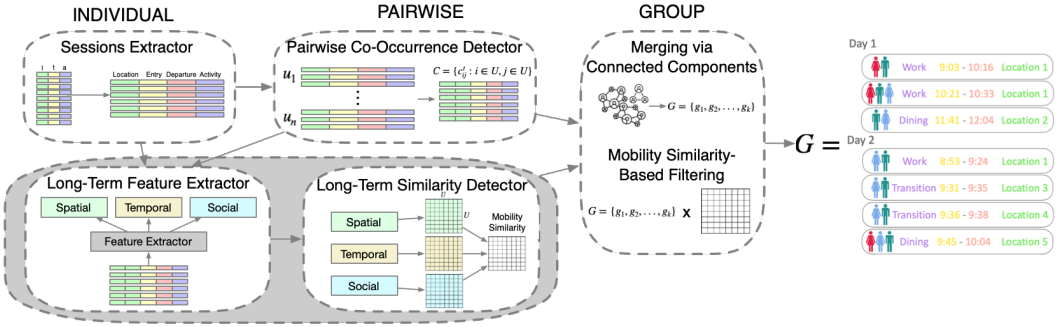 INDIVIDUAL
PAIRWISE
GROUP
Sessions Extractor
l t a
Location Entry Departure Activity
Pairwise Co-Occurrence Detector
u₁
⋮
uₙ
C = {cᵗᵢⱼ : i ∈ U, j ∈ U}
Merging via
Connected Components
G = {g₁, g₂, . . . , gₖ}
Mobility Similarity-
Based Filtering
G = {g₁, g₂, . . . , gₖ} X
Long-Term Feature Extractor
Spatial Temporal Social
Feature Extractor
Long-Term Similarity Detector
Spatial
Temporal
Social
U
U
Mobility
Similarity
G =
Day 1
Work 9:03 - 10:16 Location 1
Work 10:21 - 10:33 Location 1
Dining 11:41 - 12:04 Location 2
Day 2
Work 8:53 - 9:24 Location 1
Transition 9:31 - 9:35 Location 3
Transition 9:36 - 9:38 Location 4
Dining 9:45 - 10:04 Location 5